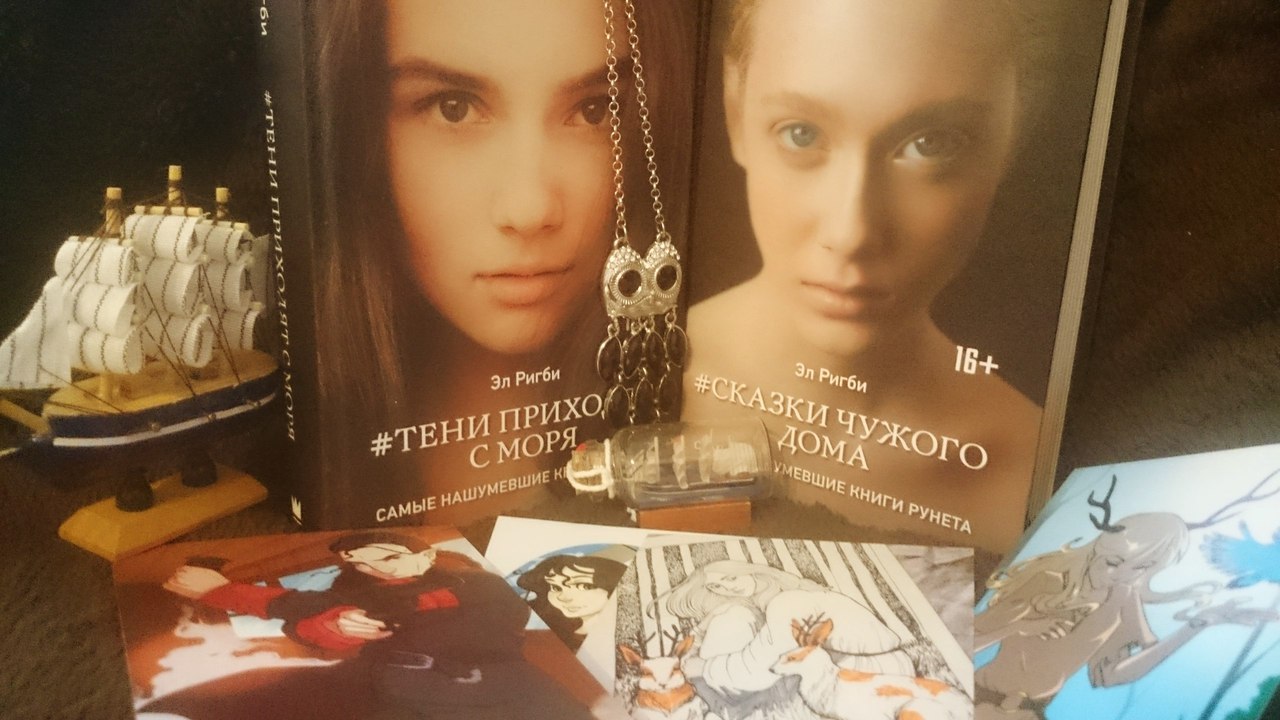 #ТЕНИ ПРИХОДЯТ С МОРЯ
Эл Ригби
#ТЕНИ ПРИХО
С МОРЯ
САМЫЕ НАШУМЕВШИЕ К
16+
Эл Ригби
#СКАЗКИ ЧУЖОГО
ДОМА
УМЕВШИЕ КНИГИ РУНЕТА